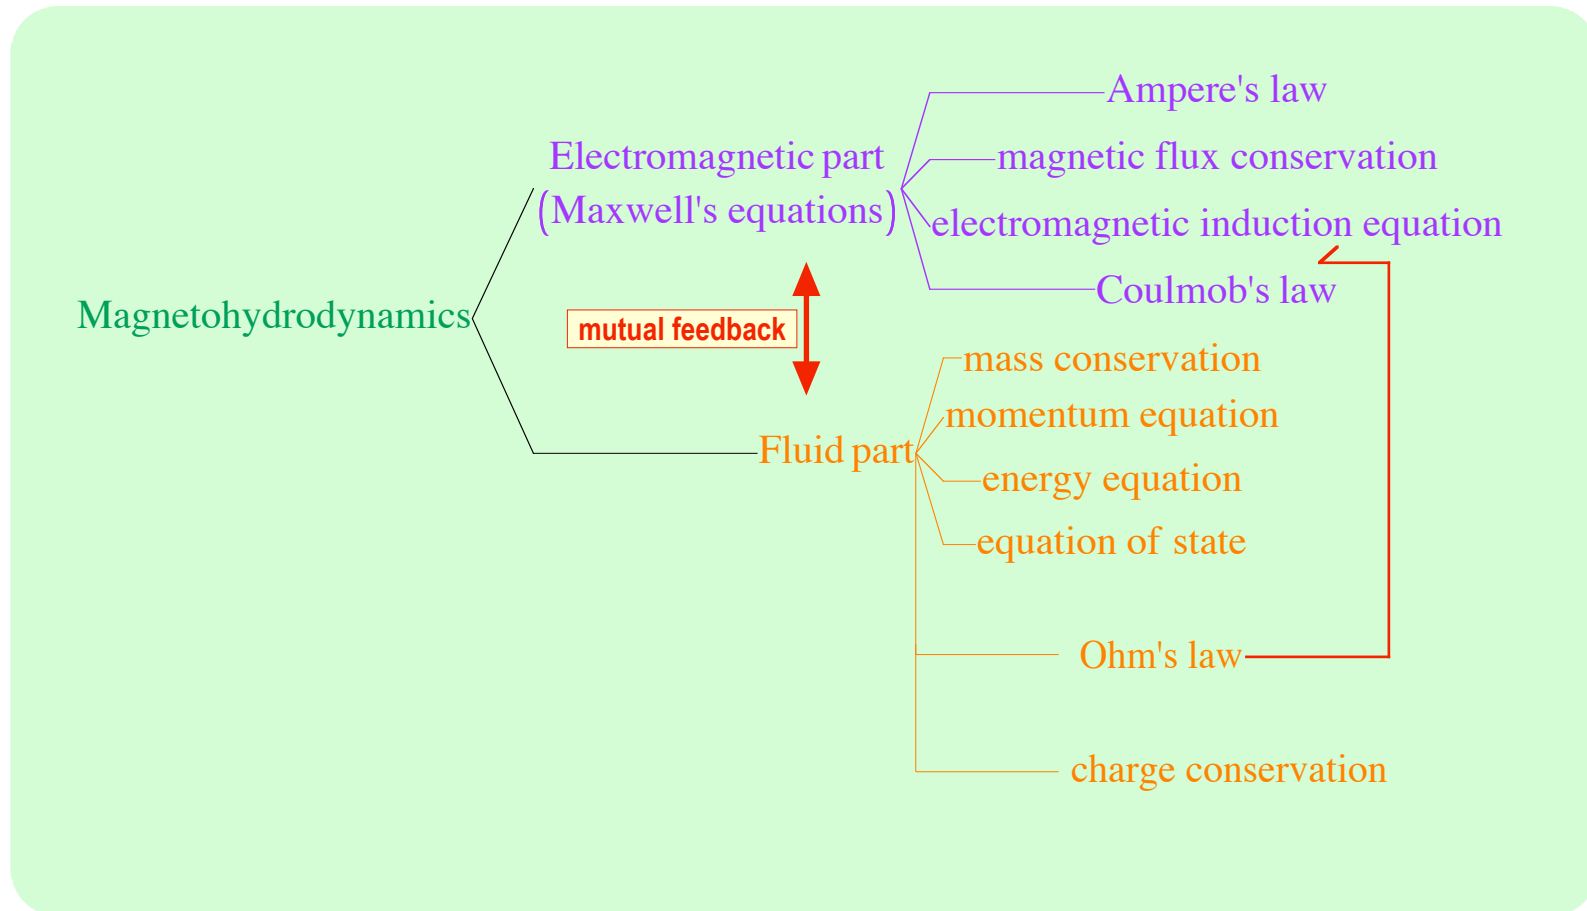 Ampere's law
Electromagnetic part
(Maxwell's equations)
magnetic flux conservation
electromagnetic induction equation
Coulmob's law
Magnetohydrodynamics
mutual feedback
mass conservation
momentum equation
Fluid part
energy equation
equation of state
Ohm's law
charge conservation